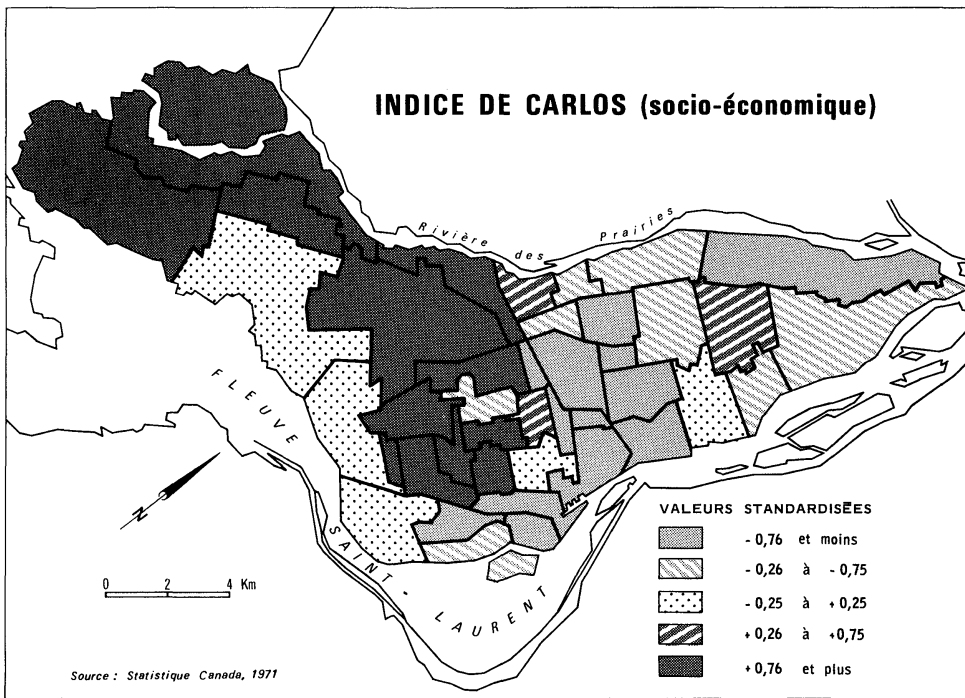 INDICE DE CARLOS (socio-économique)
Rivière des Prairies
FLEUVE SAINT-LAURENT
N
0 2 4 Km
VALEURS STANDARDISÉES
- 0,76 et moins
- 0,26 à - 0,75
- 0,25 à + 0,25
+ 0,26 à +0,75
+ 0,76 et plus
Source : Statistique Canada, 1971